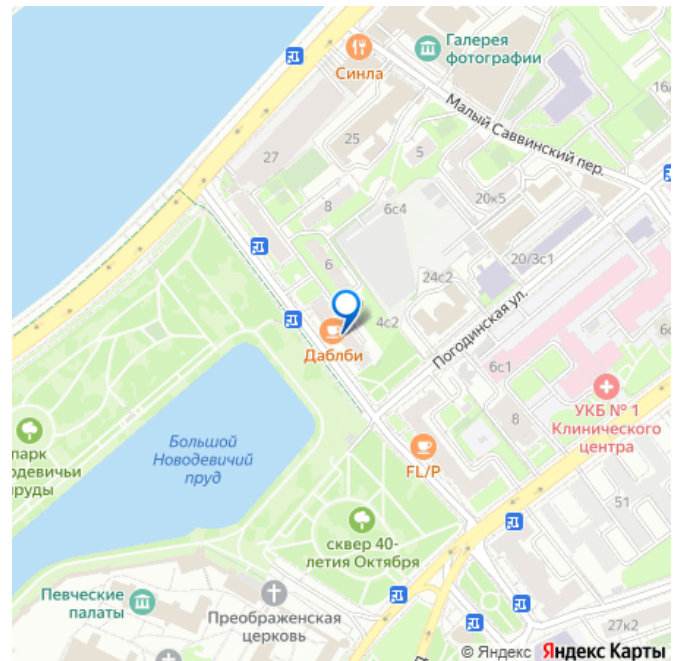 Галерея
фотографии
Синла
Малый Саввинский пер.
16/
25
27
5
20к5
8
6с4
20/3с1
6
24с2
4с2
Погодинская ул.
Даблби
6с1
6с
8
УКБ № 1
Клинического
центра
FL/P
парк
одевичьи
пруды
Большой
Новодевичий
пруд
51
сквер 40-
летия Октября
Певческие
палаты
Преображенская
церковь
27к2
© Яндекс Яндекс Карты